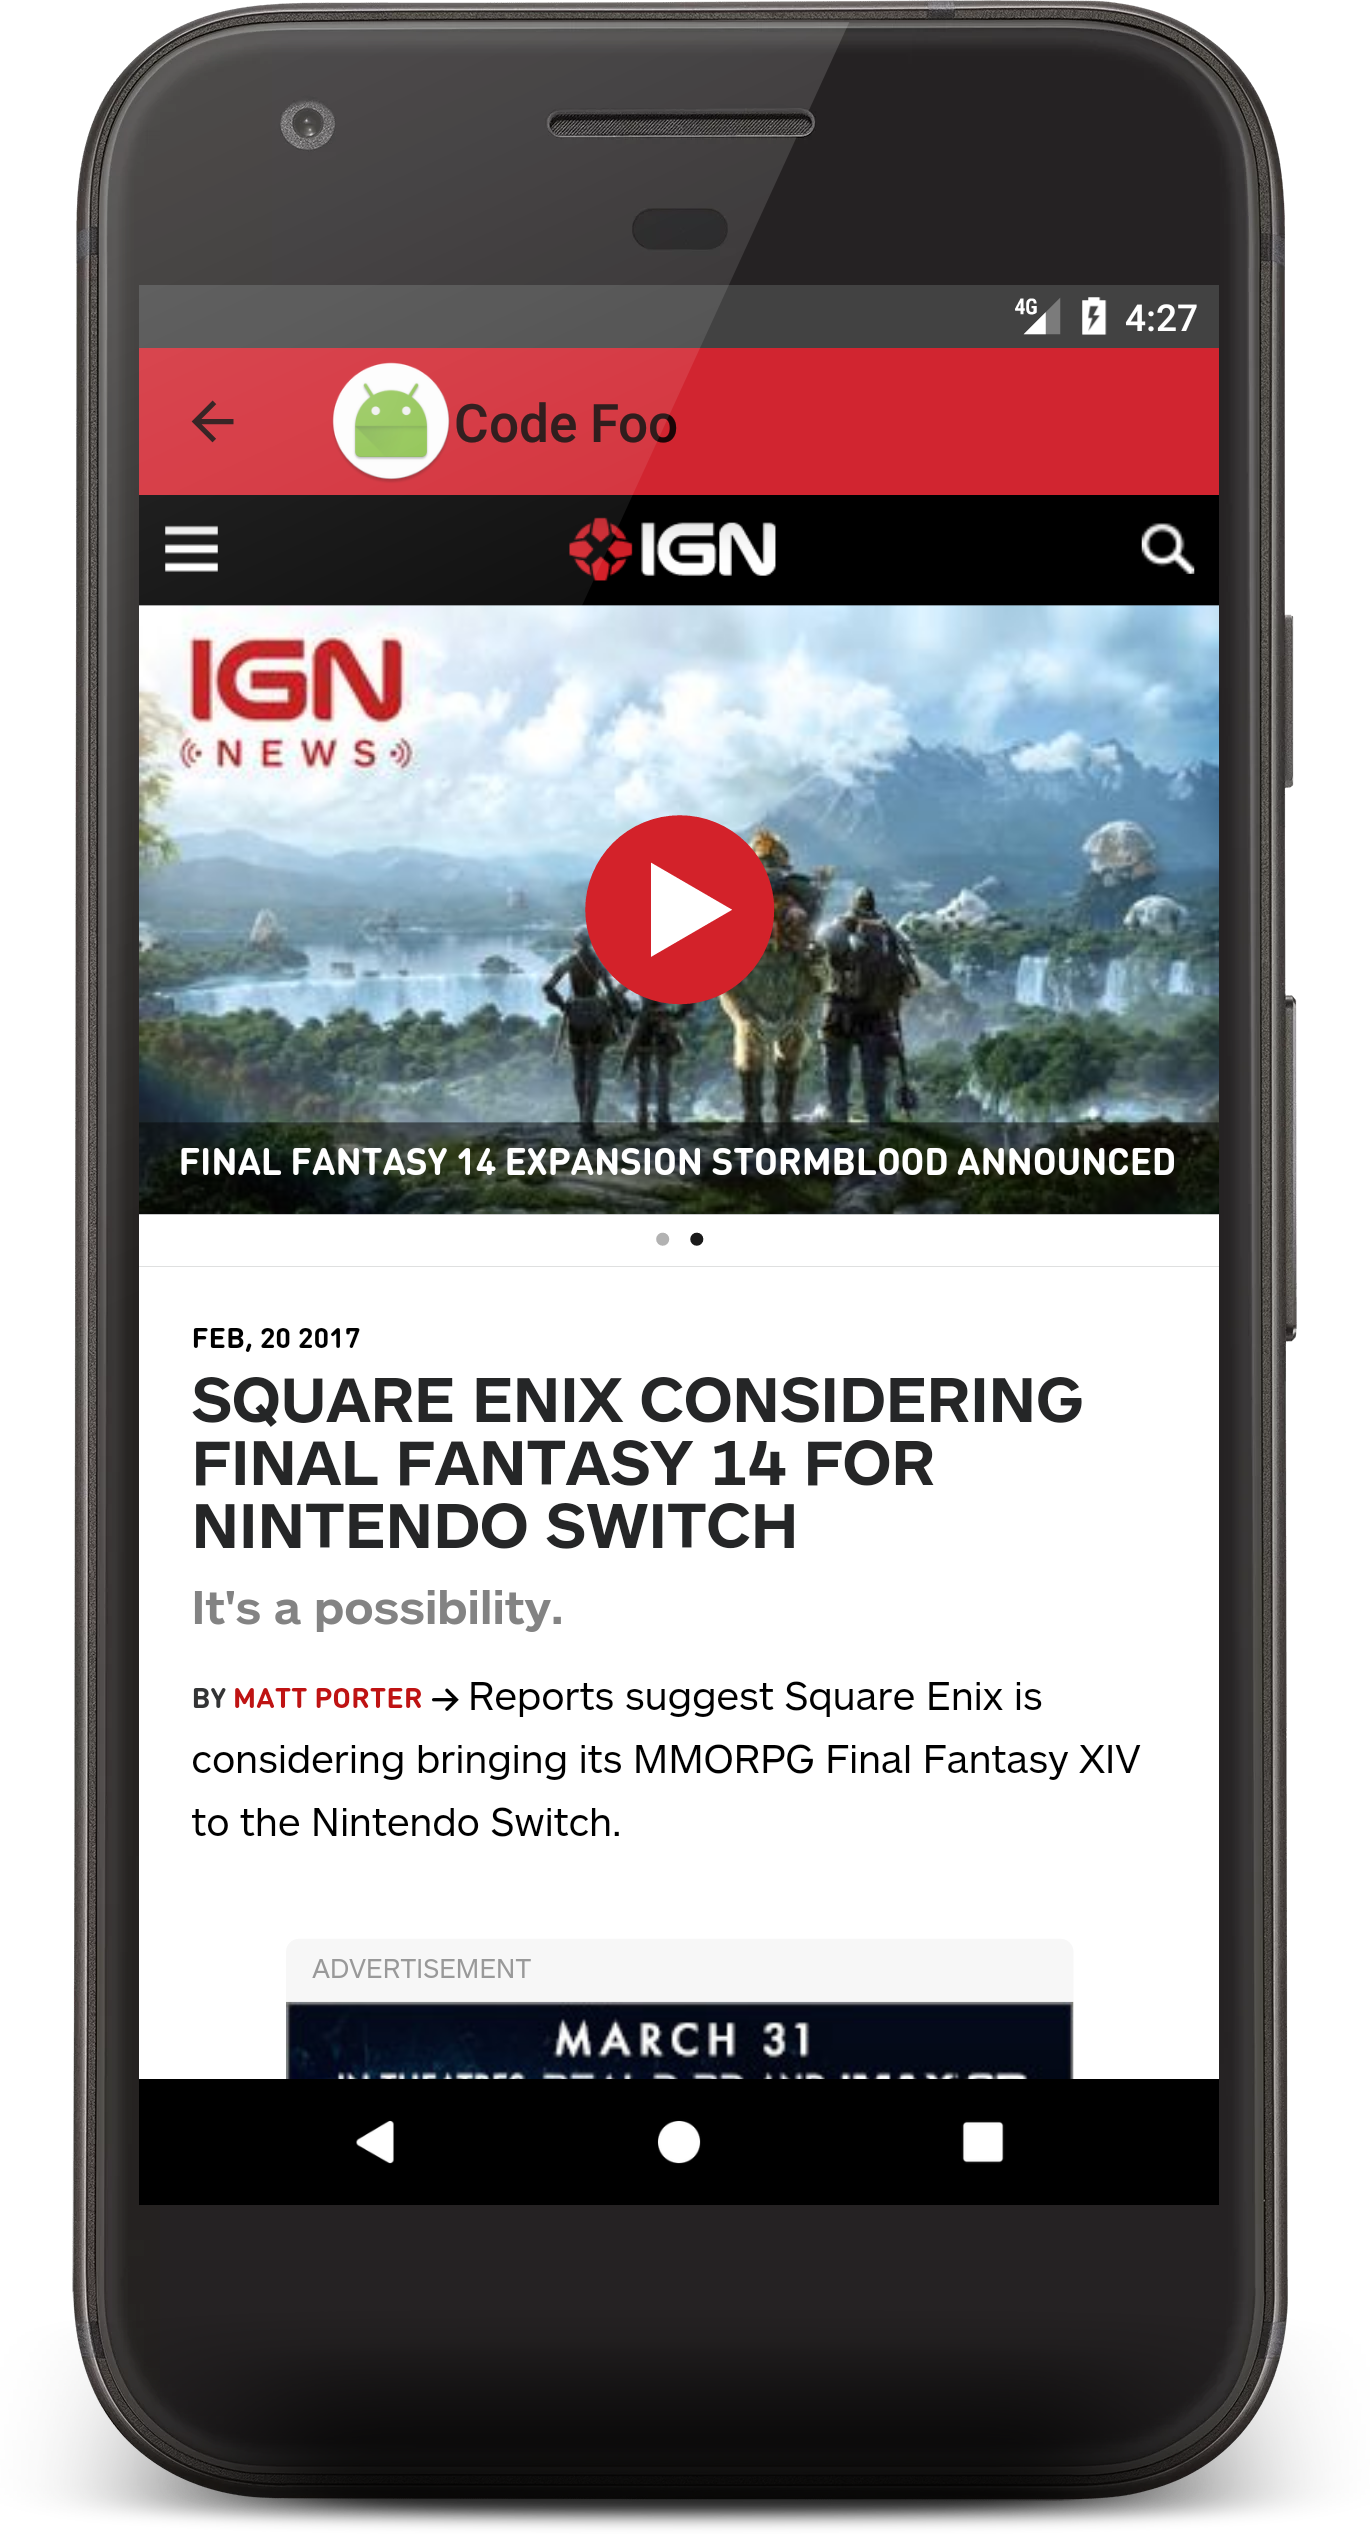 4G 4:27
Code Foo
IGN
IGN
NEWS
FINAL FANTASY 14 EXPANSION STORMBLOOD ANNOUNCED
FEB, 20 2017
SQUARE ENIX CONSIDERING
FINAL FANTASY 14 FOR
NINTENDO SWITCH
It's a possibility.
BY MATT PORTER → Reports suggest Square Enix is
considering bringing its MMORPG Final Fantasy XIV
to the Nintendo Switch.
ADVERTISEMENT
MARCH 31